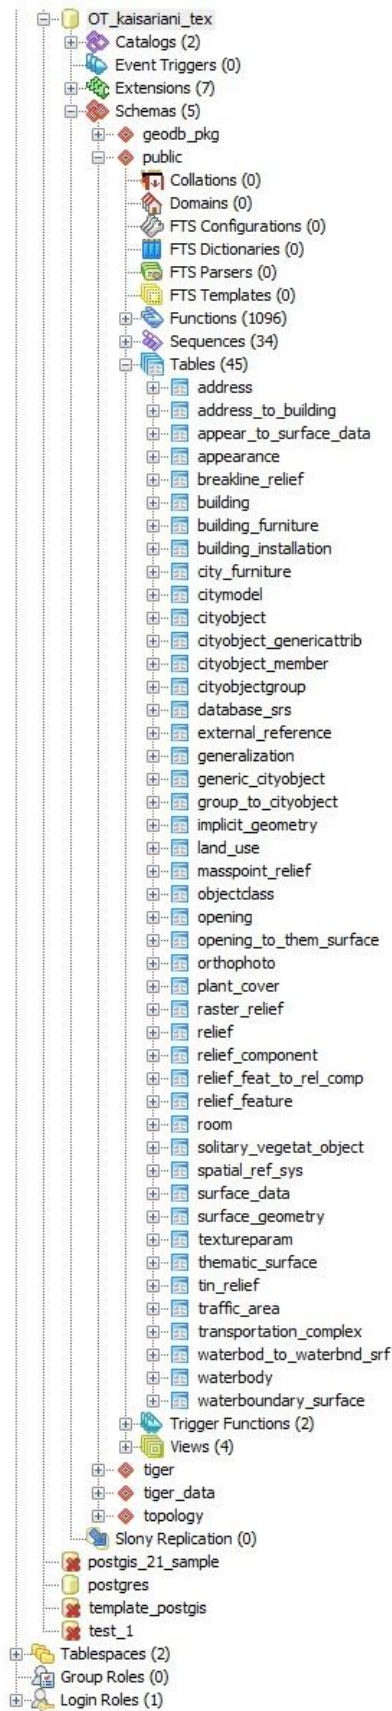 OT_kaisariani_tex
Catalogs (2)
Event Triggers (0)
Extensions (7)
Schemas (5)
geodb_pkg
public
Collations (0)
Domains (0)
FTS Configurations (0)
FTS Dictionaries (0)
FTS Parsers (0)
FTS Templates (0)
Functions (1096)
Sequences (34)
Tables (45)
address
address_to_building
appear_to_surface_data
appearance
breakline_relief
building
building_furniture
building_installation
city_furniture
citymodel
cityobject
cityobject_genericattrib
cityobject_member
cityobjectgroup
database_srs
external_reference
generalization
generic_cityobject
group_to_cityobject
implicit_geometry
land_use
masspoint_relief
objectclass
opening
opening_to_them_surface
orthophoto
plant_cover
raster_relief
relief
relief_component
relief_feat_to_rel_comp
relief_feature
room
solitary_vegetat_object
spatial_ref_sys
surface_data
surface_geometry
textureparam
thematic_surface
tin_relief
traffic_area
transportation_complex
waterbod_to_waterbnd_srf
waterbody
waterboundary_surface
Trigger Functions (2)
Views (4)
tiger
tiger_data
topology
Slony Replication (0)
postgis_21_sample
postgres
template_postgis
test_1
Tablespaces (2)
Group Roles (0)
Login Roles (1)